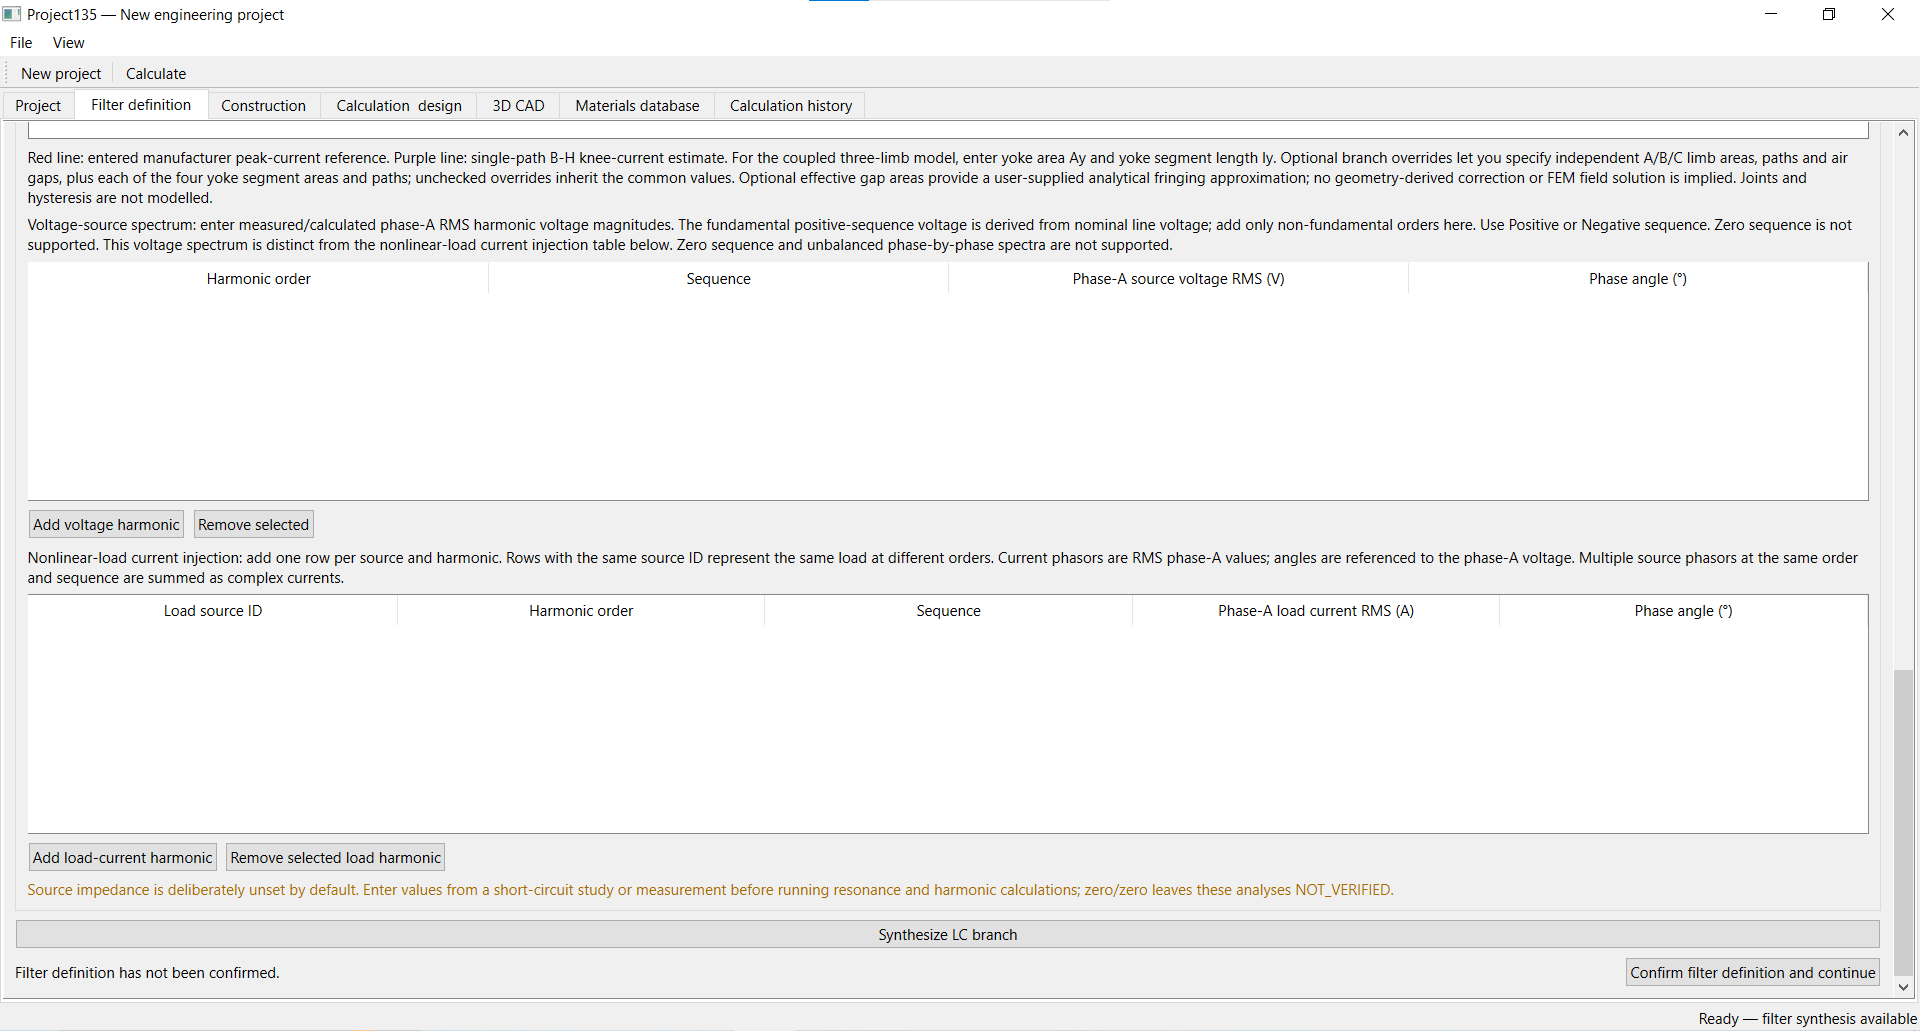 Project135 — New engineering project
File View
New project Calculate
Project Filter definition Construction Calculation design 3D CAD Materials database Calculation history
Red line: entered manufacturer peak-current reference. Purple line: single-path B-H knee-current estimate. For the coupled three-limb model, enter yoke area Ay and yoke segment length ly. Optional branch overrides let you specify independent A/B/C limb areas, paths and air
gaps, plus each of the four yoke segment areas and paths; unchecked overrides inherit the common values. Optional effective gap areas provide a user-supplied analytical fringing approximation; no geometry-derived correction or FEM field solution is implied. Joints and
hysteresis are not modelled.
Voltage-source spectrum: enter measured/calculated phase-A RMS harmonic voltage magnitudes. The fundamental positive-sequence voltage is derived from nominal line voltage; add only non-fundamental orders here. Use Positive or Negative sequence. Zero sequence is not
supported. This voltage spectrum is distinct from the nonlinear-load current injection table below. Zero sequence and unbalanced phase-by-phase spectra are not supported.
Harmonic order Sequence Phase-A source voltage RMS (V) Phase angle (°)
Add voltage harmonic Remove selected
Nonlinear-load current injection: add one row per source and harmonic. Rows with the same source ID represent the same load at different orders. Current phasors are RMS phase-A values; angles are referenced to the phase-A voltage. Multiple source phasors at the same order
and sequence are summed as complex currents.
Load source ID Harmonic order Sequence Phase-A load current RMS (A) Phase angle (°)
Add load-current harmonic Remove selected load harmonic
Source impedance is deliberately unset by default. Enter values from a short-circuit study or measurement before running resonance and harmonic calculations; zero/zero leaves these analyses NOT_VERIFIED.
Synthesize LC branch
Filter definition has not been confirmed. Confirm filter definition and continue
Ready — filter synthesis available